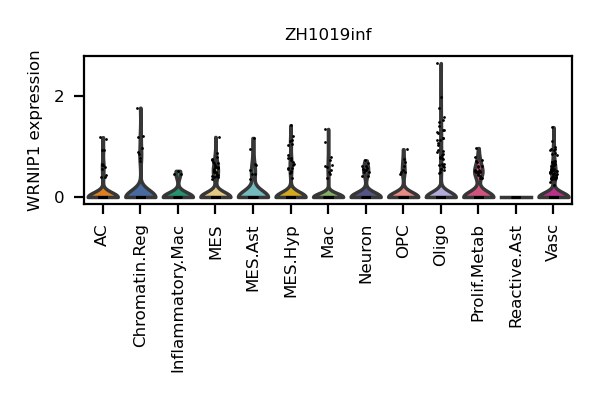 ZH1019inf
WRNIP1 expression
2
0
AC
Chromatin.Reg
Inflammatory.Mac
MES
MES.Ast
MES.Hyp
Mac
Neuron
OPC
Oligo
Prolif.Metab
Reactive.Ast
Vasc